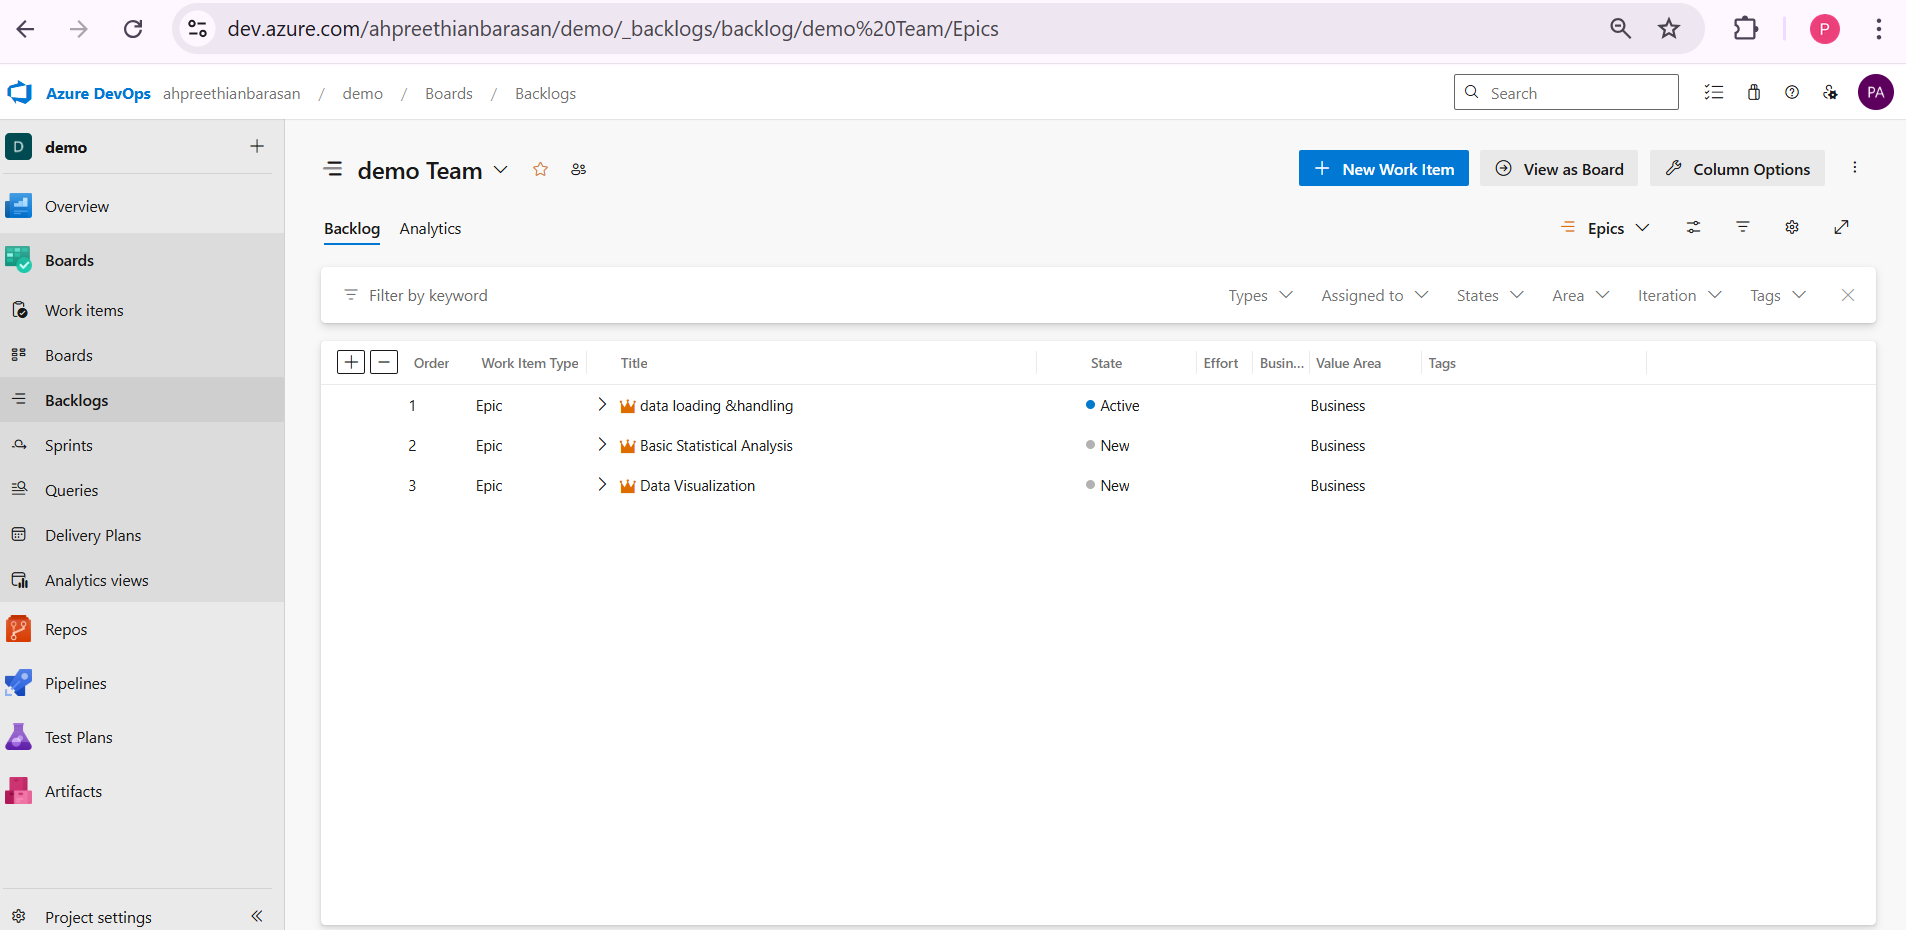 dev.azure.com/ahpreethianbarasan/demo/_backlogs/backlog/demo%20Team/Epics
P
Azure DevOps ahpreethianbarasan / demo / Boards / Backlogs
Search
PA
D demo
Overview
Boards
Work items
Boards
Backlogs
Sprints
Queries
Delivery Plans
Analytics views
Repos
Pipelines
Test Plans
Artifacts
Project settings
demo Team
New Work Item View as Board Column Options
Backlog Analytics
Epics
Filter by keyword Types Assigned to States Area Iteration Tags
Order Work Item Type Title State Effort Busin... Value Area Tags
1 Epic data loading &handling Active Business
2 Epic Basic Statistical Analysis New Business
3 Epic Data Visualization New Business